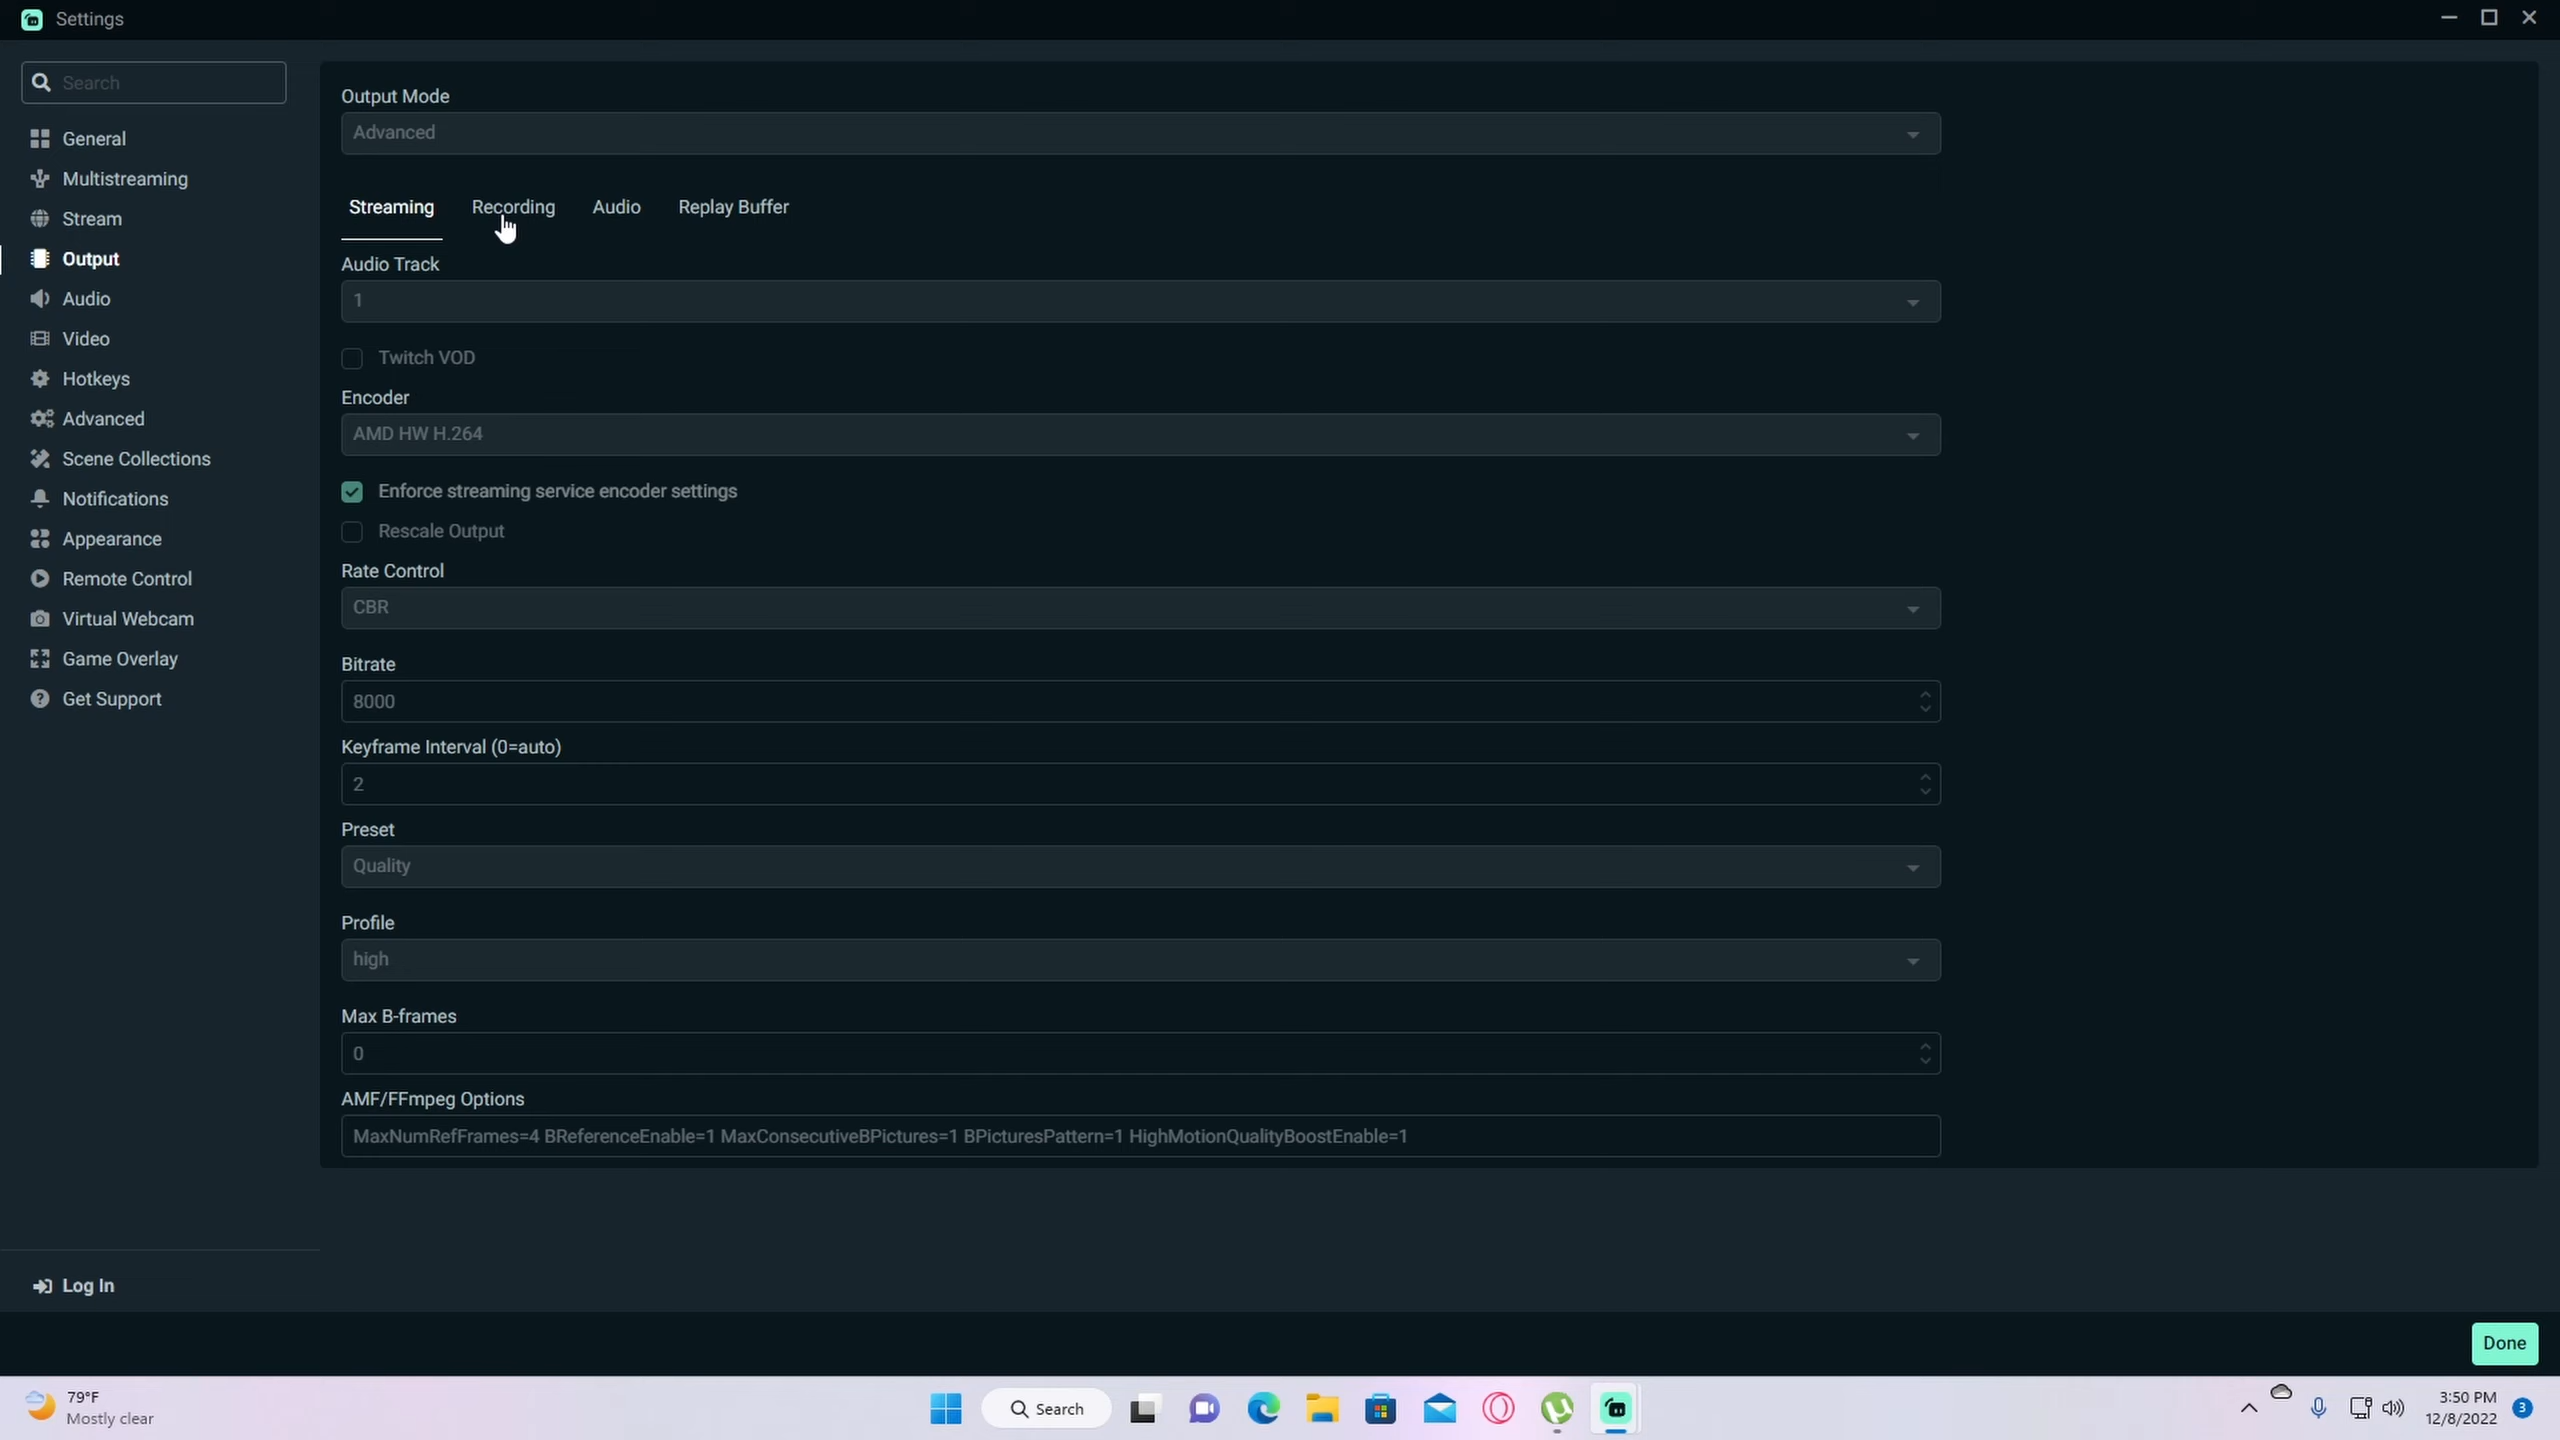 Settings
Search
General
Multistreaming
Stream
Output
Audio
Video
Hotkeys
Advanced
Scene Collections
Notifications
Appearance
Remote Control
Virtual Webcam
Game Overlay
Get Support
Log In
Output Mode
Advanced
Streaming Recording Audio Replay Buffer
Audio Track
1
Twitch VOD
Encoder
AMD HW H.264
Enforce streaming service encoder settings
Rescale Output
Rate Control
CBR
Bitrate
8000
Keyframe Interval (0=auto)
2
Preset
Quality
Profile
high
Max B-frames
0
AMF/FFmpeg Options
MaxNumRefFrames=4 BReferenceEnable=1 MaxConsecutiveBPictures=1 BPicturesPattern=1 HighMotionQualityBoostEnable=1
Done
79°F
Mostly clear
Search
3:50 PM
12/8/2022
3